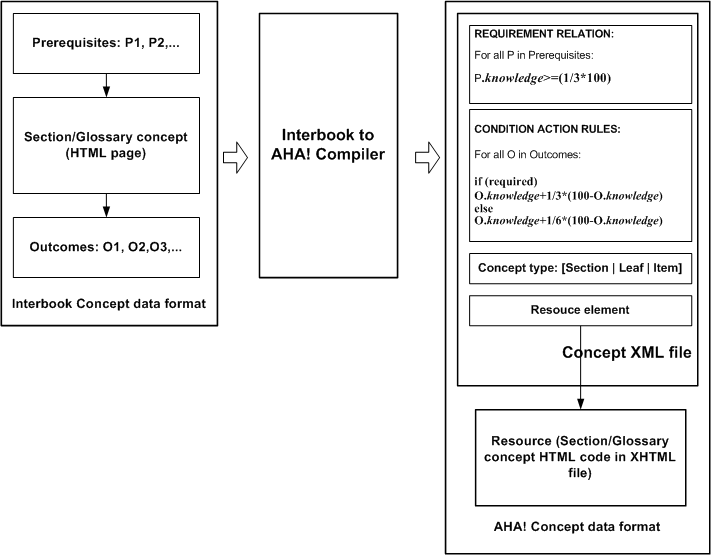 Prerequisites: P1, P2,...
Section/Glossary concept
(HTML page)
Outcomes: O1, O2,O3,...
Interbook Concept data format
Interbook to
AHA! Compiler
REQUIREMENT RELATION:
For all P in Prerequisites:
P.knowledge>=(1/3*100)
CONDITION ACTION RULES:
For all O in Outcomes:
if (required)
O.knowledge+1/3*(100-O.knowledge)
else
O.knowledge+1/6*(100-O.knowledge)
Concept type: [Section | Leaf | Item]
Resouce element
Concept XML file
Resource (Section/Glossary
concept HTML code in XHTML
file)
AHA! Concept data format